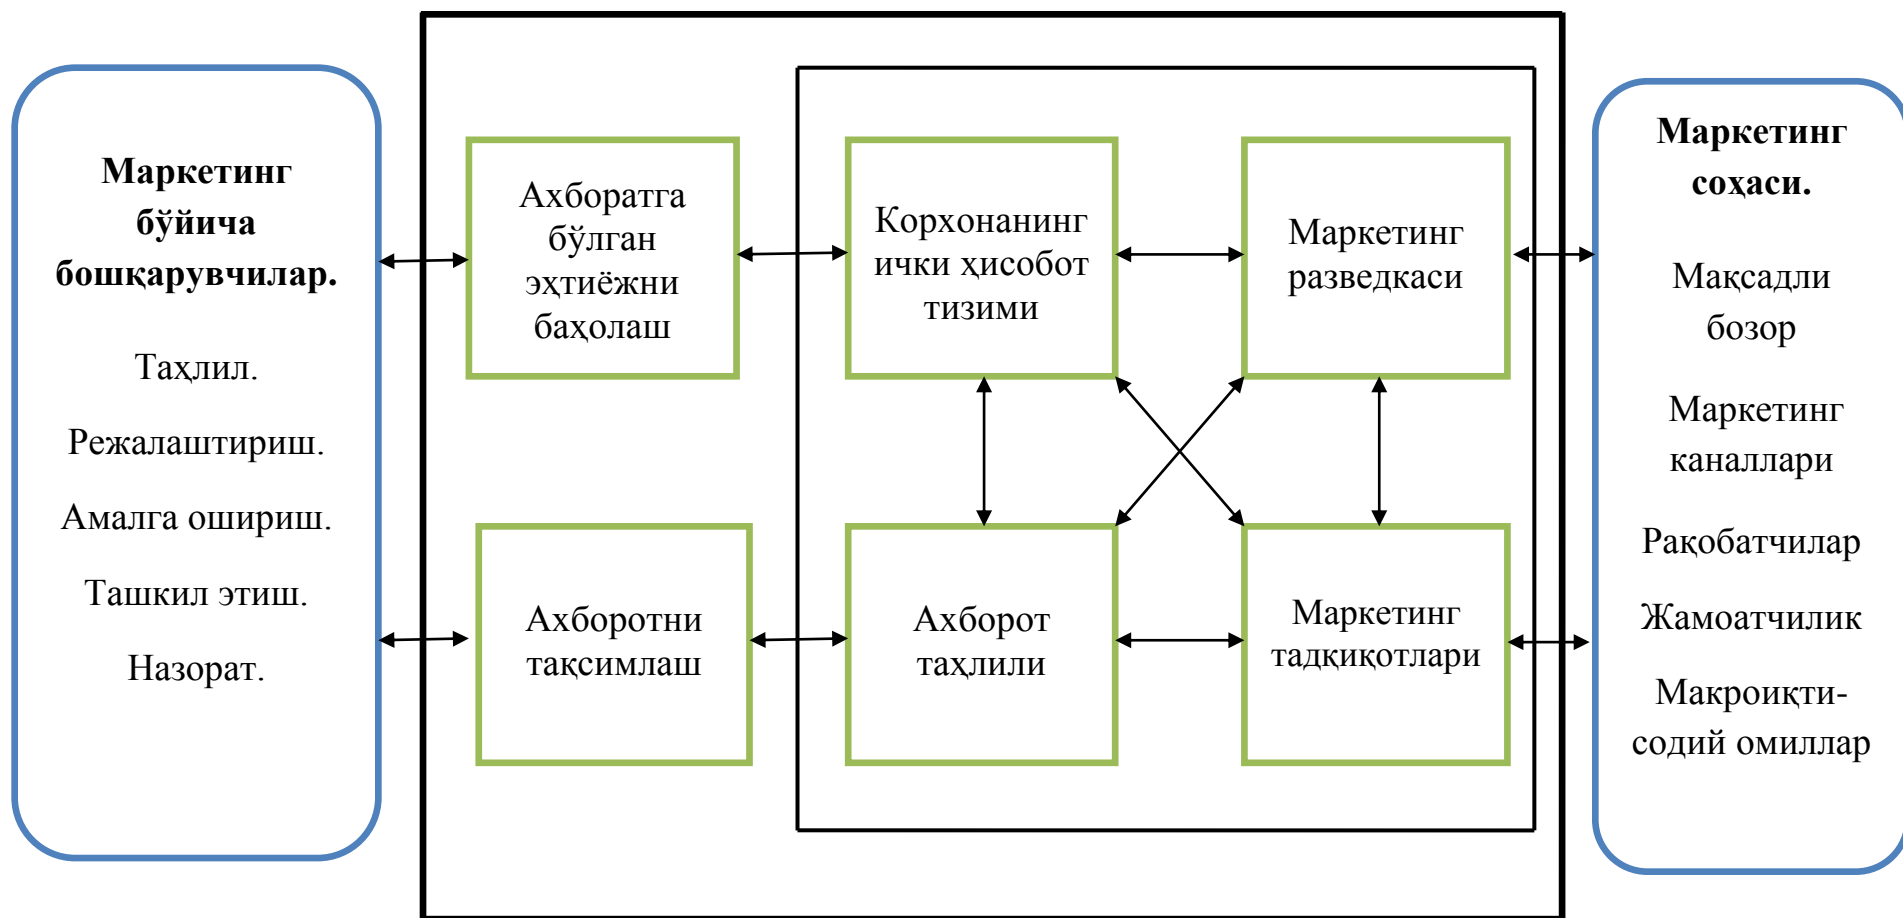 Маркетинг
бўйича
бошқарувчилар.
Таҳлил.
Режалаштириш.
Амалга ошириш.
Ташкил этиш.
Назорат.
Ахборатга
бўлган
эҳтиёжни
баҳолаш
Корхонанинг
ички ҳисобот
тизими
Маркетинг
разведкаси
Ахборотни
тақсимлаш
Ахборот
таҳлили
Маркетинг
тадқиқотлари
Маркетинг
соҳаси.
Мақсадли
бозор
Маркетинг
каналлари
Рақобатчилар
Жамоатчилик
Макроиқти-
содий омиллар